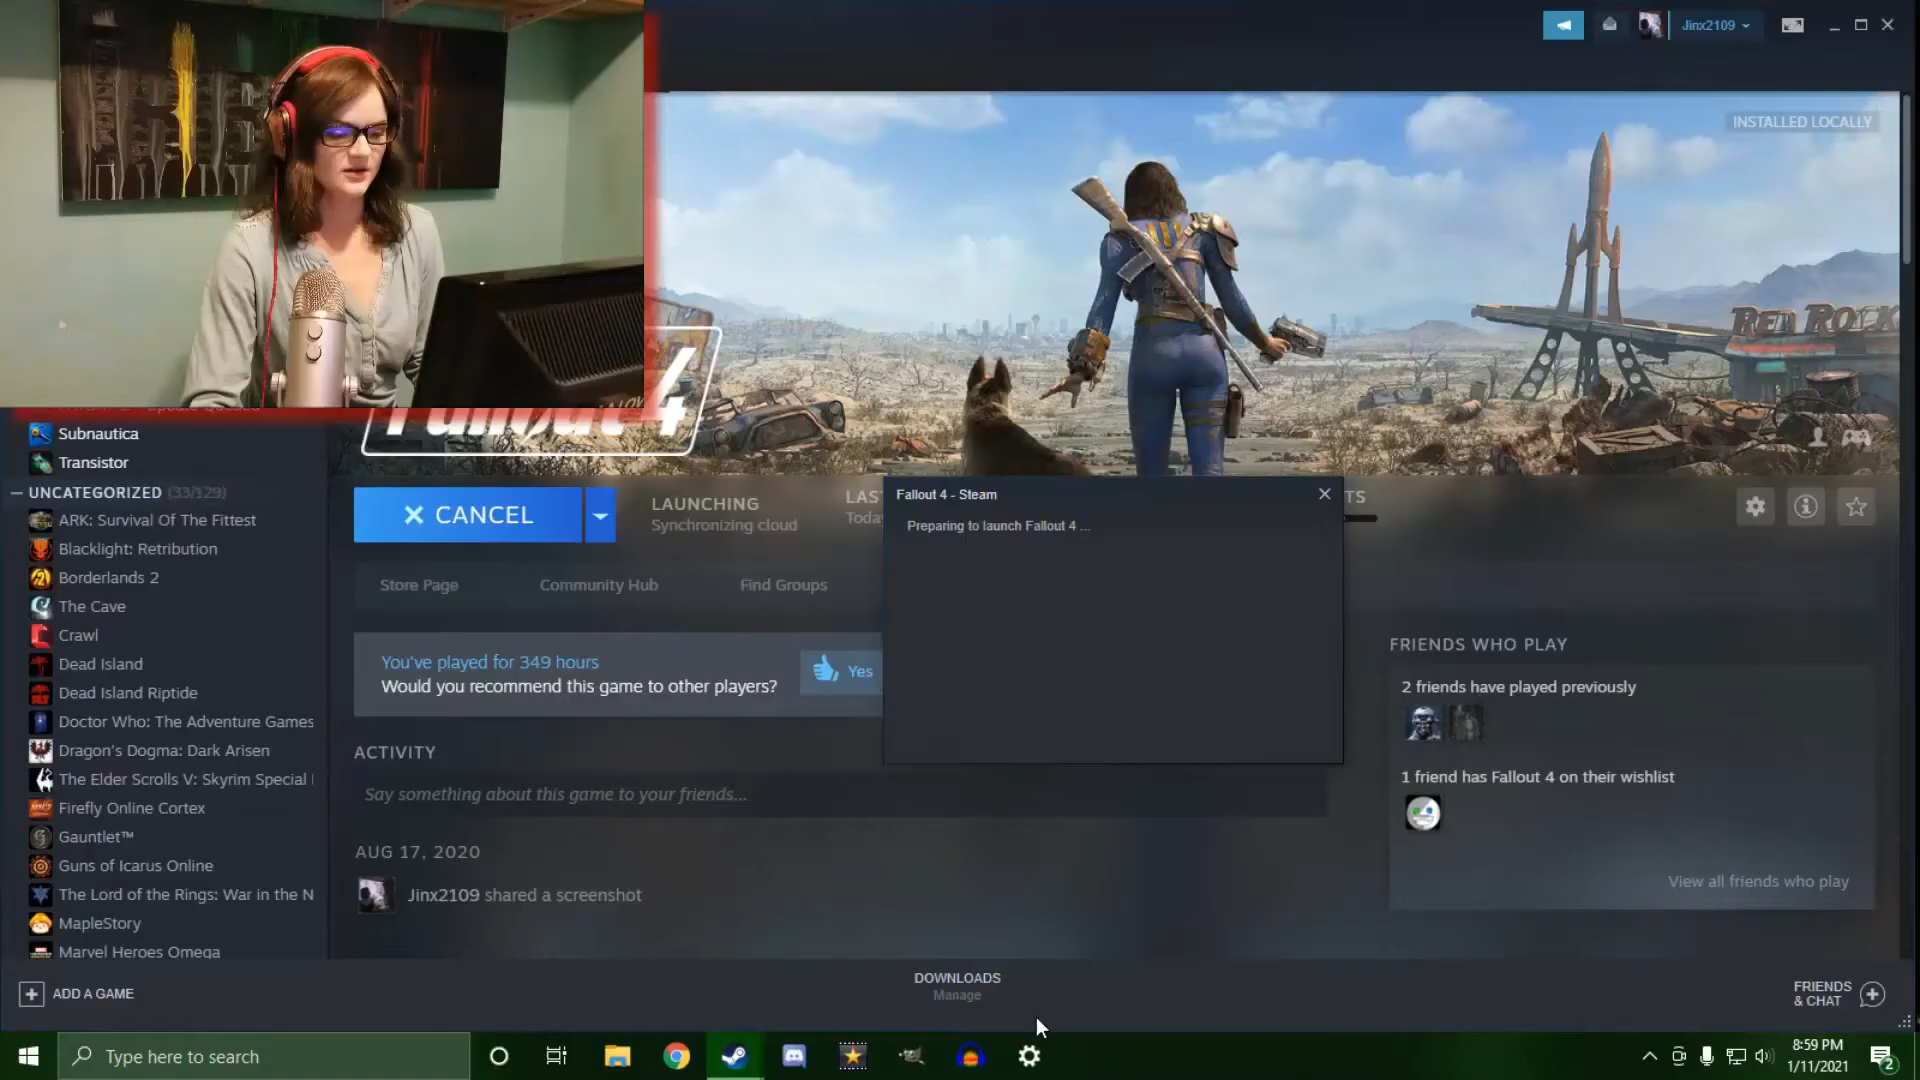 Jinx2109
INSTALLED LOCALLY
RED ROCK
Fallout 4
Subnautica
Transistor
UNCATEGORIZED (33/129)
ARK: Survival Of The Fittest
Blacklight: Retribution
Borderlands 2
The Cave
Crawl
Dead Island
Dead Island Riptide
Doctor Who: The Adventure Games
Dragon's Dogma: Dark Arisen
The Elder Scrolls V: Skyrim Special
Firefly Online Cortex
Gauntlet™
Guns of Icarus Online
The Lord of the Rings: War in the N
MapleStory
Marvel Heroes Omega
CANCEL
LAUNCHING
Synchronizing cloud
LAS
Today
TS
Fallout 4 - Steam
Preparing to launch Fallout 4 ...
Store Page
Community Hub
Find Groups
You've played for 349 hours
Would you recommend this game to other players?
Yes
ACTIVITY
Say something about this game to your friends...
AUG 17, 2020
Jinx2109 shared a screenshot
FRIENDS WHO PLAY
2 friends have played previously
1 friend has Fallout 4 on their wishlist
View all friends who play
ADD A GAME
DOWNLOADS
Manage
FRIENDS
& CHAT
Type here to search
8:59 PM
1/11/2021
2